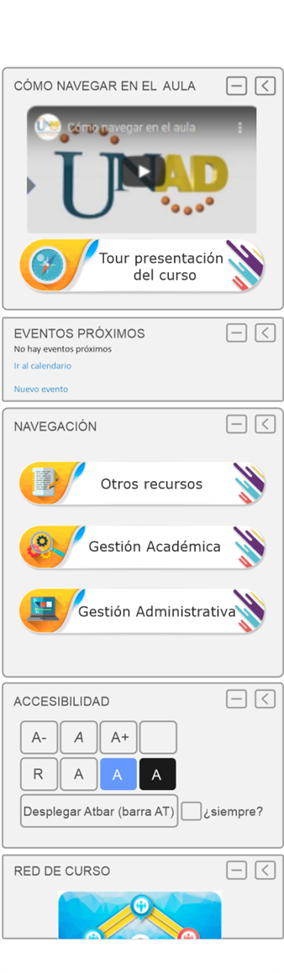 CÓMO NAVEGAR EN EL AULA
Cómo navegar en el aula
UNAD
Tour presentación
del curso
EVENTOS PRÓXIMOS
No hay eventos próximos
Ir al calendario
Nuevo evento
NAVEGACIÓN
Otros recursos
Gestión Académica
Gestión Administrativa
ACCESIBILIDAD
A- A A+
R A A A
Desplegar Atbar (barra AT) ¿siempre?
RED DE CURSO